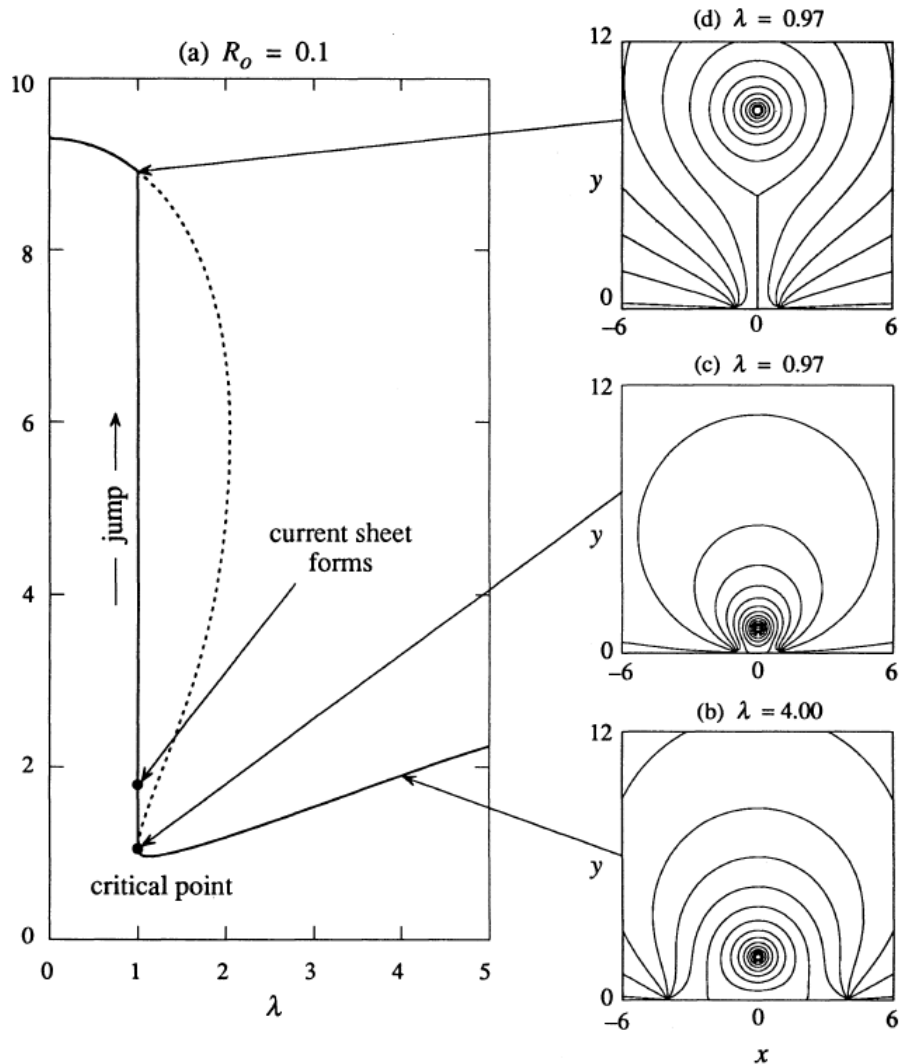 (a) R_o = 0.1
10
8
6
4
2
0
0 1 2 3 4 5
λ
jump
current sheet
forms
critical point
(d) λ = 0.97
12
y
0
−6 0 6
(c) λ = 0.97
12
y
0
−6 0 6
(b) λ = 4.00
12
y
0
−6 0 6
x